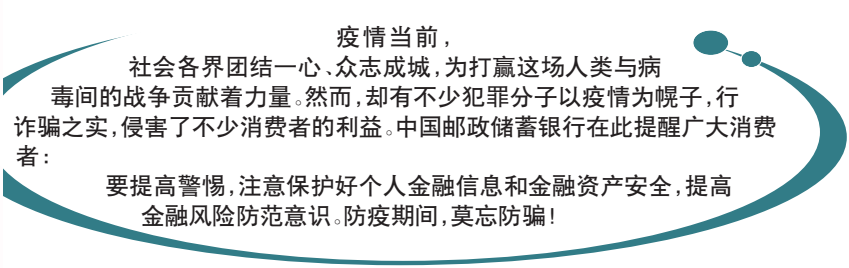 疫情当前，
社会各界团结一心、众志成城，为打赢这场人类与病
毒间的战争贡献着力量。然而，却有不少犯罪分子以疫情为幌子，行
诈骗之实，侵害了不少消费者的利益。中国邮政储蓄银行在此提醒广大消费
者：
要提高警惕，注意保护好个人金融信息和金融资产安全，提高
金融风险防范意识。防疫期间，莫忘防骗！